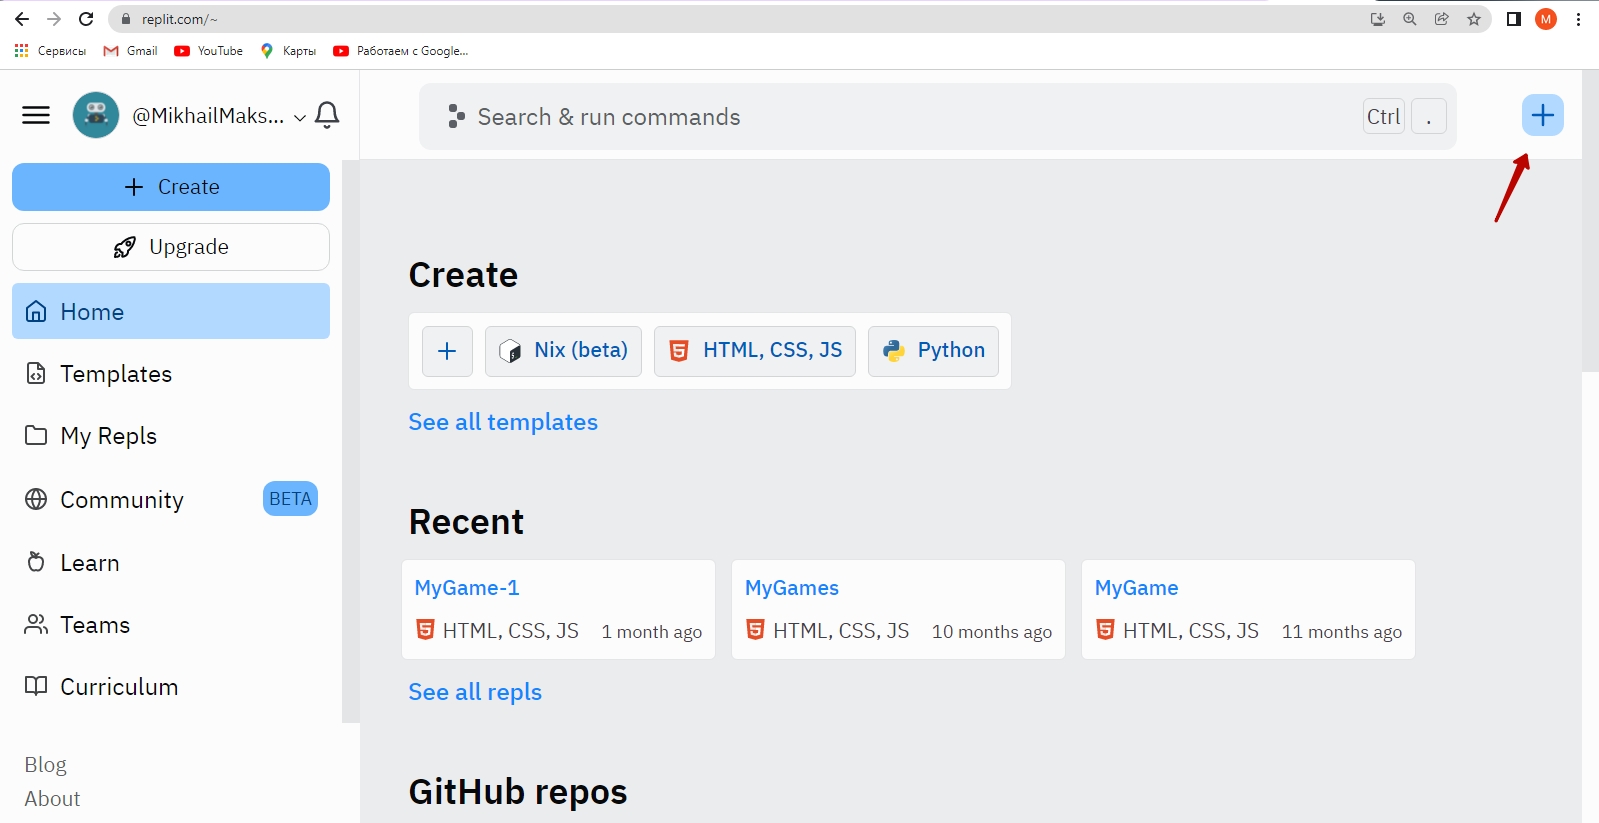 replit.com/~
M
Сервисы Gmail YouTube Карты Работаем с Google...
@MikhailMaks...
Search & run commands Ctrl .
+ Create
Upgrade
Home
Templates
My Repls
Community BETA
Learn
Teams
Curriculum
Blog
About
Create
+ Nix (beta) HTML, CSS, JS Python
See all templates
Recent
MyGame-1
HTML, CSS, JS 1 month ago
MyGames
HTML, CSS, JS 10 months ago
MyGame
HTML, CSS, JS 11 months ago
See all repls
GitHub repos